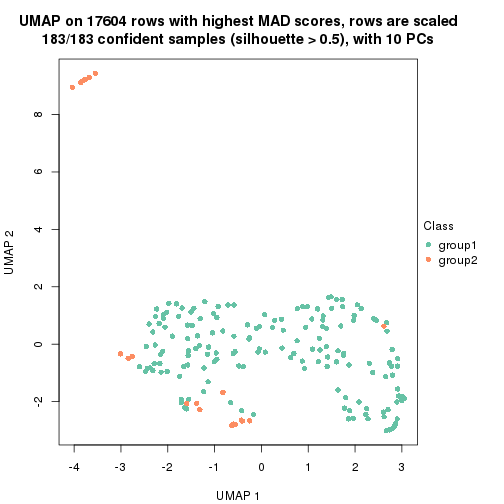 UMAP on 17604 rows with highest MAD scores, rows are scaled
183/183 confident samples (silhouette > 0.5), with 10 PCs
8
6
4
2
0
-2
UMAP 2
Class
group1
group2
-4 -3 -2 -1 0 1 2 3
UMAP 1